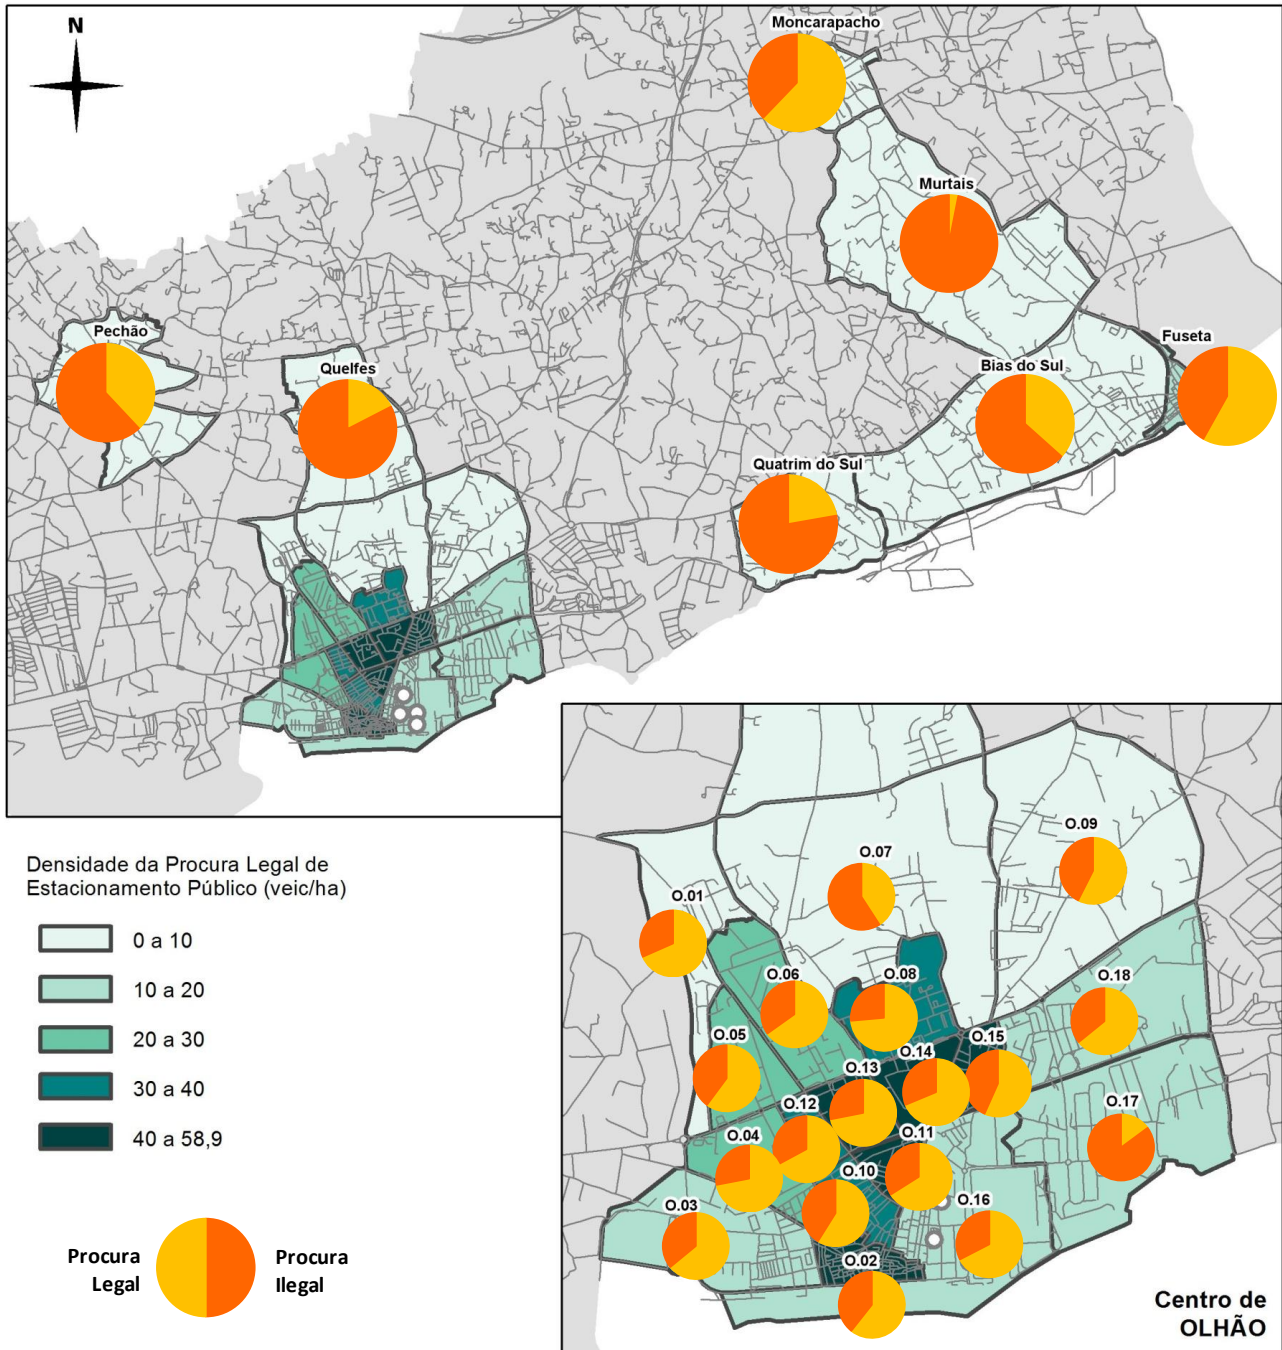 N
Moncarapacho
Murtais
Fuseta
Pechão
Quelfes
Bias do Sul
Quatrim do Sul
Densidade da Procura Legal de
Estacionamento Público (veic/ha)
0 a 10
10 a 20
20 a 30
30 a 40
40 a 58,9
Procura
Legal
Procura
Ilegal
O.09
O.07
O.01
O.06
O.08
O.18
O.05
O.14
O.15
O.13
O.12
O.17
O.04
O.11
O.10
O.03
O.16
O.02
Centro de
OLHÃO